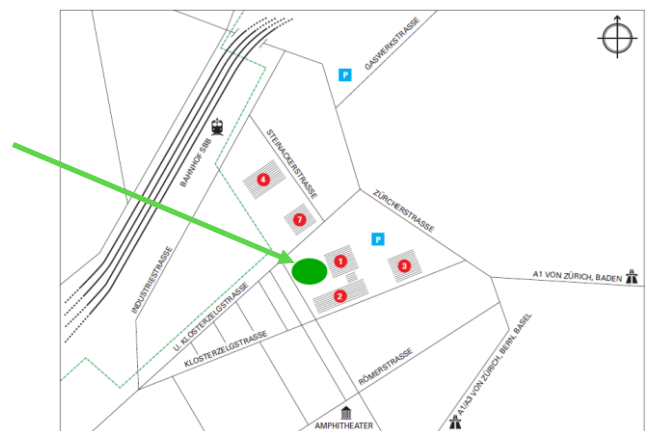 GASWERKSTRASSE
P
BAHNHOF SBB
STEINACKERSTRASSE
4
ZÜRCHERSTRASSE
7
P
1
3
A1 VON ZÜRICH, BADEN
INDUSTRIESTRASSE
2
U. KLOSTERZELGSTRASSE
KLOSTERZELGSTRASSE
RÖMERSTRASSE
A1/A3 VON ZÜRICH, BERN, BASEL
AMPHITHEATER